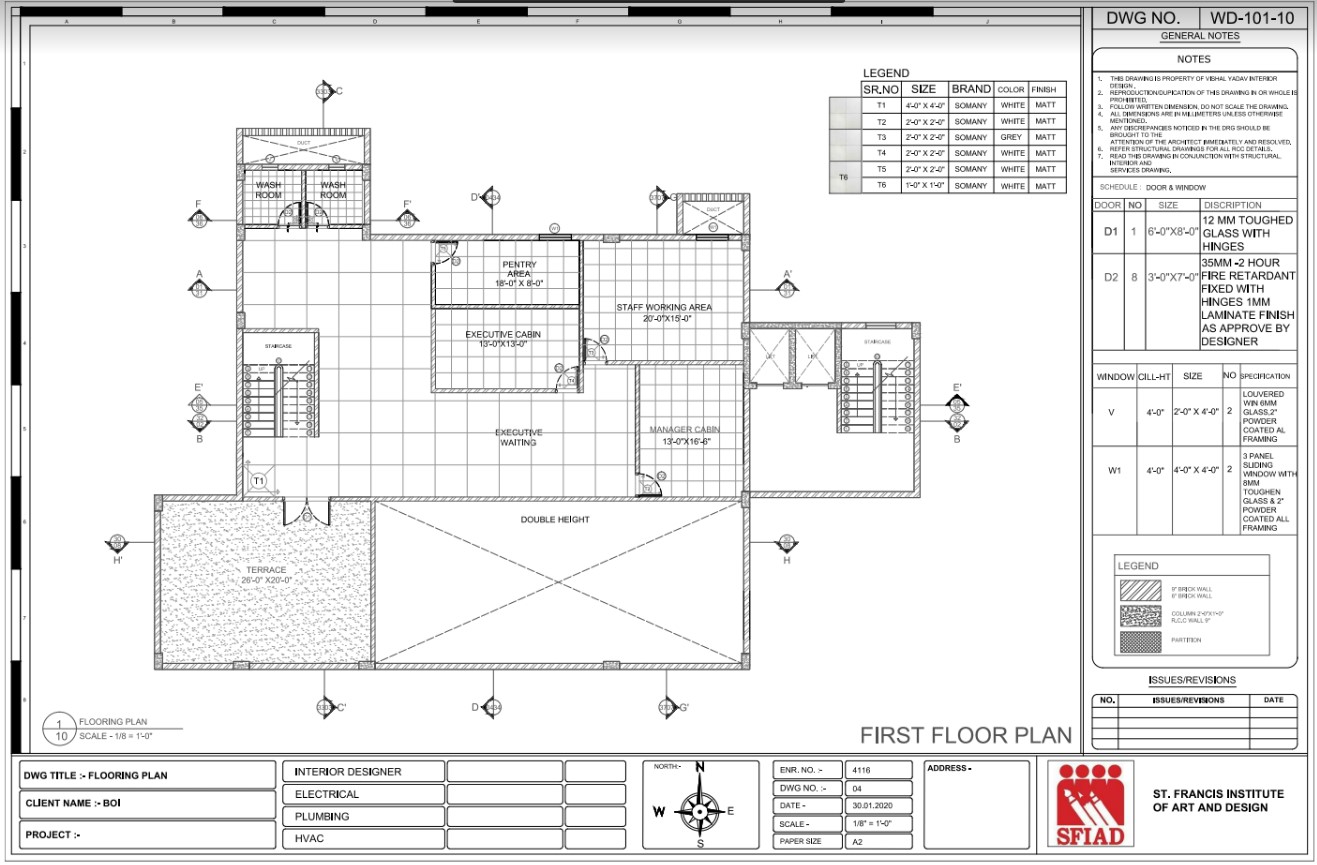 A B C D E F G H I J
DWG NO. WD-101-10
GENERAL NOTES
NOTES
1. THIS DRAWING IS PROPERTY OF VISHAL YADAV INTERIOR
DESIGN.
2. REPRODUCTION/DUPICATION OF THIS DRAWING IN OR WHOLE IS
PROHIBITED.
3. FOLLOW WRITTEN DIMENSION, DO NOT SCALE THE DRAWING.
4. ALL DIMENSIONS ARE IN MILLIMETERS UNLESS OTHERWISE
MENTIONED.
5. ANY DISCREPANCIES NOTICED IN THE DRG SHOULD BE
BROUGHT TO THE
ATTENTION OF THE ARCHITECT IMMEDIATELY AND RESOLVED.
6. REFER STRUCTURAL DRAWINGS FOR ALL RCC DETAILS.
7. READ THIS DRAWING IN CONJUNCTION WITH STRUCTURAL,
INTERIOR AND
SERVICES DRAWING.
SCHEDULE : DOOR & WINDOW
DOOR NO SIZE DISCRIPTION
D1 1 6'-0"X8'-0" 12 MM TOUGHED
GLASS WITH
HINGES
D2 8 3'-0"X7'-0" 35MM -2 HOUR
FIRE RETARDANT
FIXED WITH
HINGES 1MM
LAMINATE FINISH
AS APPROVE BY
DESIGNER
WINDOW CILL-HT SIZE NO SPECIFICATION
V 4'-0" 2'-0" X 4'-0" 2 LOUVERED
WIN 6MM
GLASS,2"
POWDER
COATED AL
FRAMING
W1 4'-0" 4'-0" X 4'-0" 2 3 PANEL
SLIDING
WINDOW WITH
8MM
TOUGHEN
GLASS & 2"
POWDER
COATED ALL
FRAMING
LEGEND
9" BRICK WALL
6" BRICK WALL
COLUMN 2'-0"X1'-0"
R.C.C WALL 9"
PARTITION
ISSUES/REVISIONS
NO. ISSUES/REVISIONS DATE
LEGEND
SR.NO SIZE BRAND COLOR FINISH
T1 4'-0" X 4'-0" SOMANY WHITE MATT
T2 2'-0" X 2'-0" SOMANY WHITE MATT
T3 2'-0" X 2'-0" SOMANY GREY MATT
T4 2'-0" X 2'-0" SOMANY WHITE MATT
T5 2'-0" X 2'-0" SOMANY WHITE MATT
T6 1'-0" X 1'-0" SOMANY WHITE MATT
T6
C
DUCT
WASH
ROOM
WASH
ROOM
F
F'
D'
G
DUCT
A
A'
PENTRY
AREA
18'-0" X 8'-0"
STAFF WORKING AREA
20'-0"X15'-0"
EXECUTIVE CABIN
13'-0"X13'-0"
STAIRCASE
UP
LIFT
LIFT
STAIRCASE
UP
E'
B
E'
B
EXECUTIVE
WAITING
MANAGER CABIN
13'-0"X16'-6"
T1
DOUBLE HEIGHT
TERRACE
26'-0" X20'-0"
H'
H
C'
D
G'
1
10
FLOORING PLAN
SCALE - 1/8 = 1'-0"
FIRST FLOOR PLAN
DWG TITLE :- FLOORING PLAN
CLIENT NAME :- BOI
PROJECT :-
INTERIOR DESIGNER
ELECTRICAL
PLUMBING
HVAC
NORTH:- N
W E
S
ENR. NO. :- 4116
DWG NO. :- 04
DATE - 30.01.2020
SCALE - 1/8" = 1'-0"
PAPER SIZE A2
ADDRESS -
SFIAD
ST. FRANCIS INSTITUTE
OF ART AND DESIGN